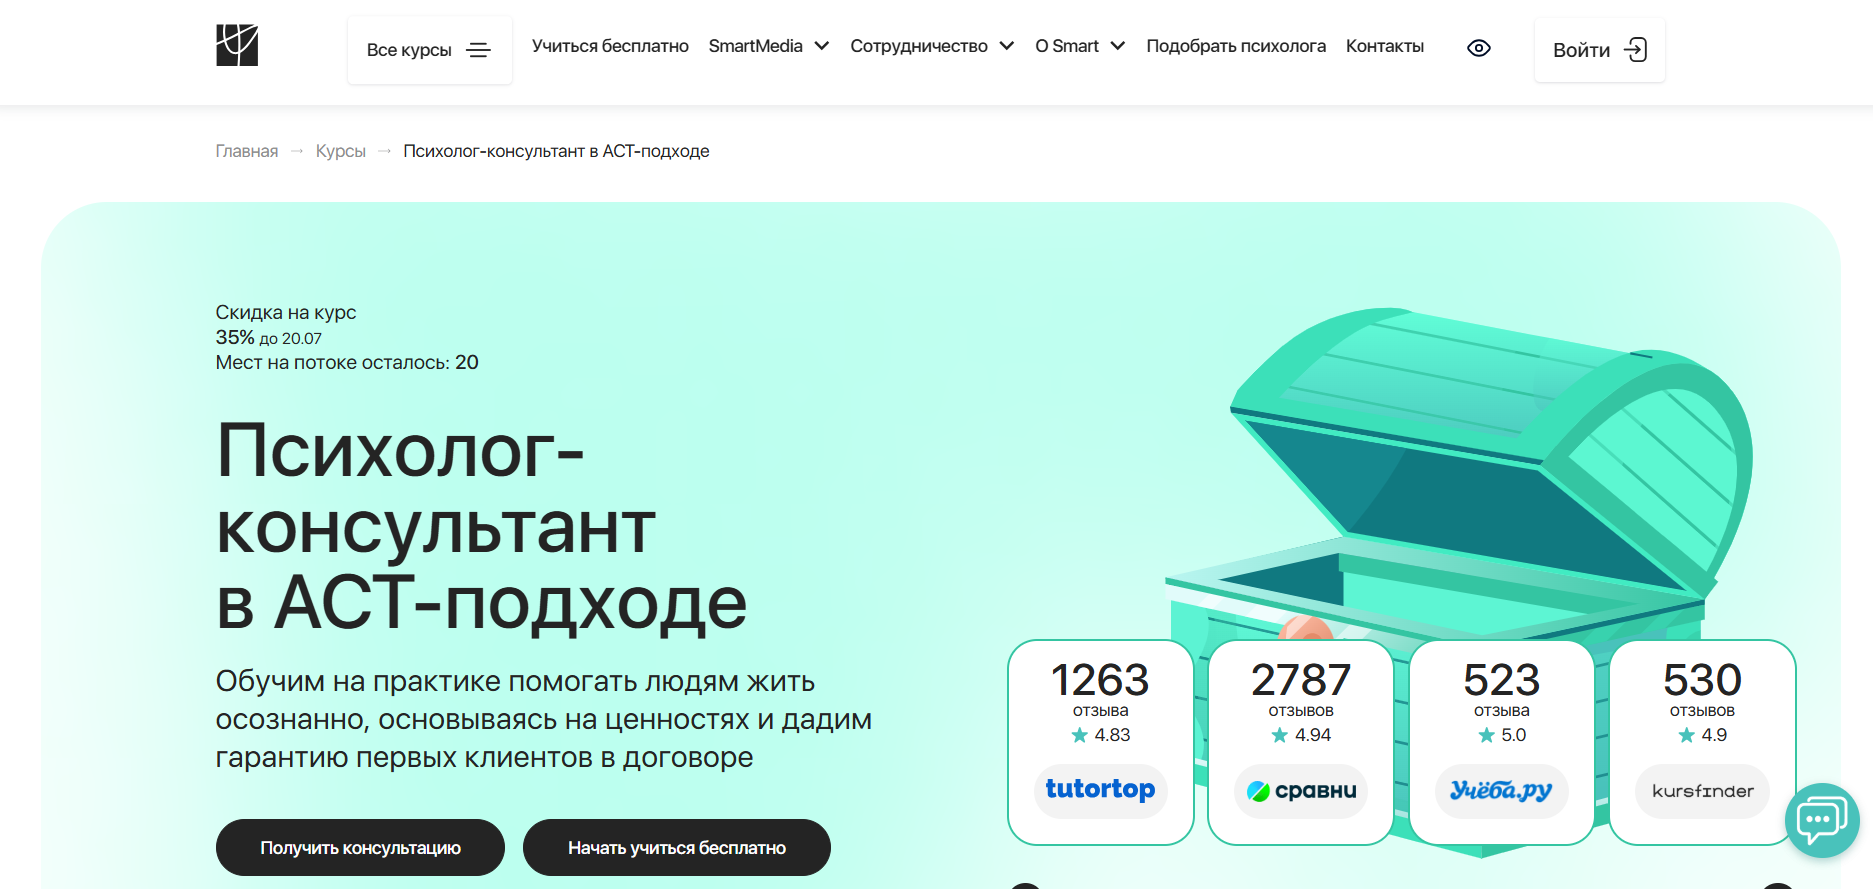 Все курсы
Учиться бесплатно
SmartMedia
Сотрудничество
О Smart
Подобрать психолога
Контакты
Войти
Главная → Курсы → Психолог-консультант в АСТ-подходе
Скидка на курс
35% до 20.07
Мест на потоке осталось: 20
Психолог-
консультант
в АСТ-подходе
Обучим на практике помогать людям жить
осознанно, основываясь на ценностях и дадим
гарантию первых клиентов в договоре
Получить консультацию
Начать учиться бесплатно
1263
отзыва
4.83
tutortop
2787
отзывов
4.94
сравни
523
отзыва
5.0
Учёба.ру
530
отзывов
4.9
kursfinder